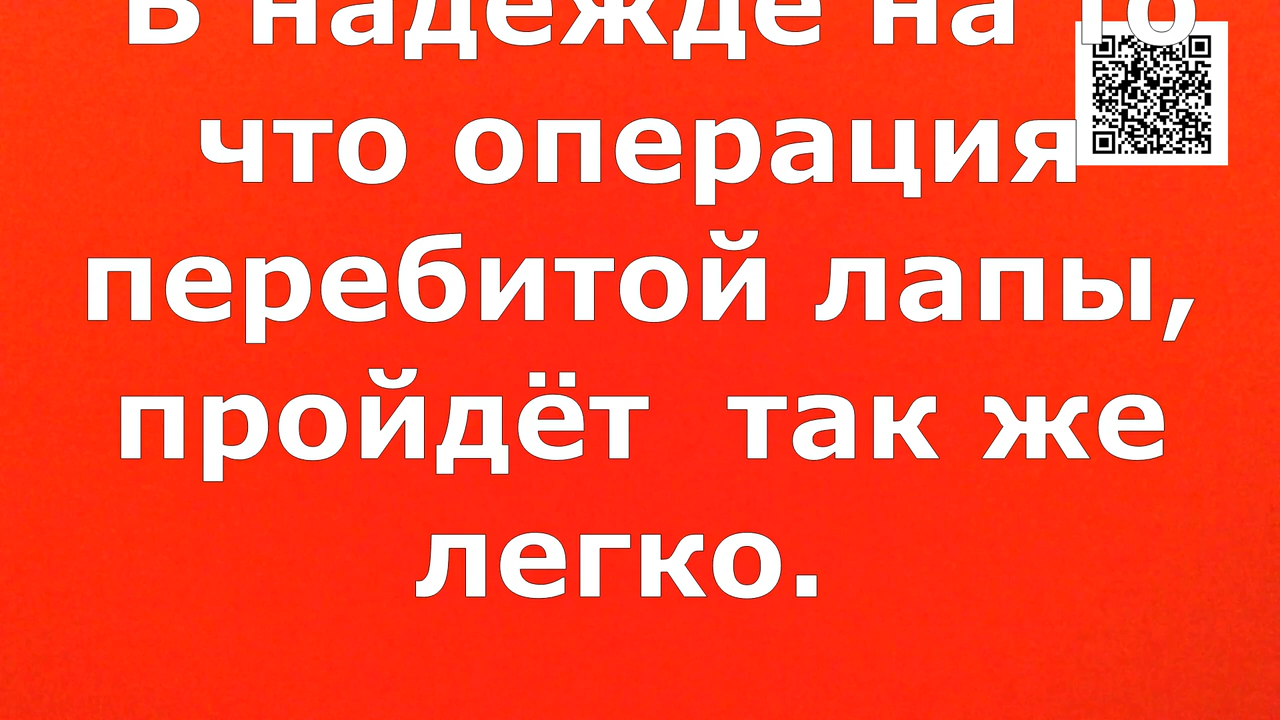 В надежде на то
что операция
перебитой лапы,
пройдёт  так же
легко.